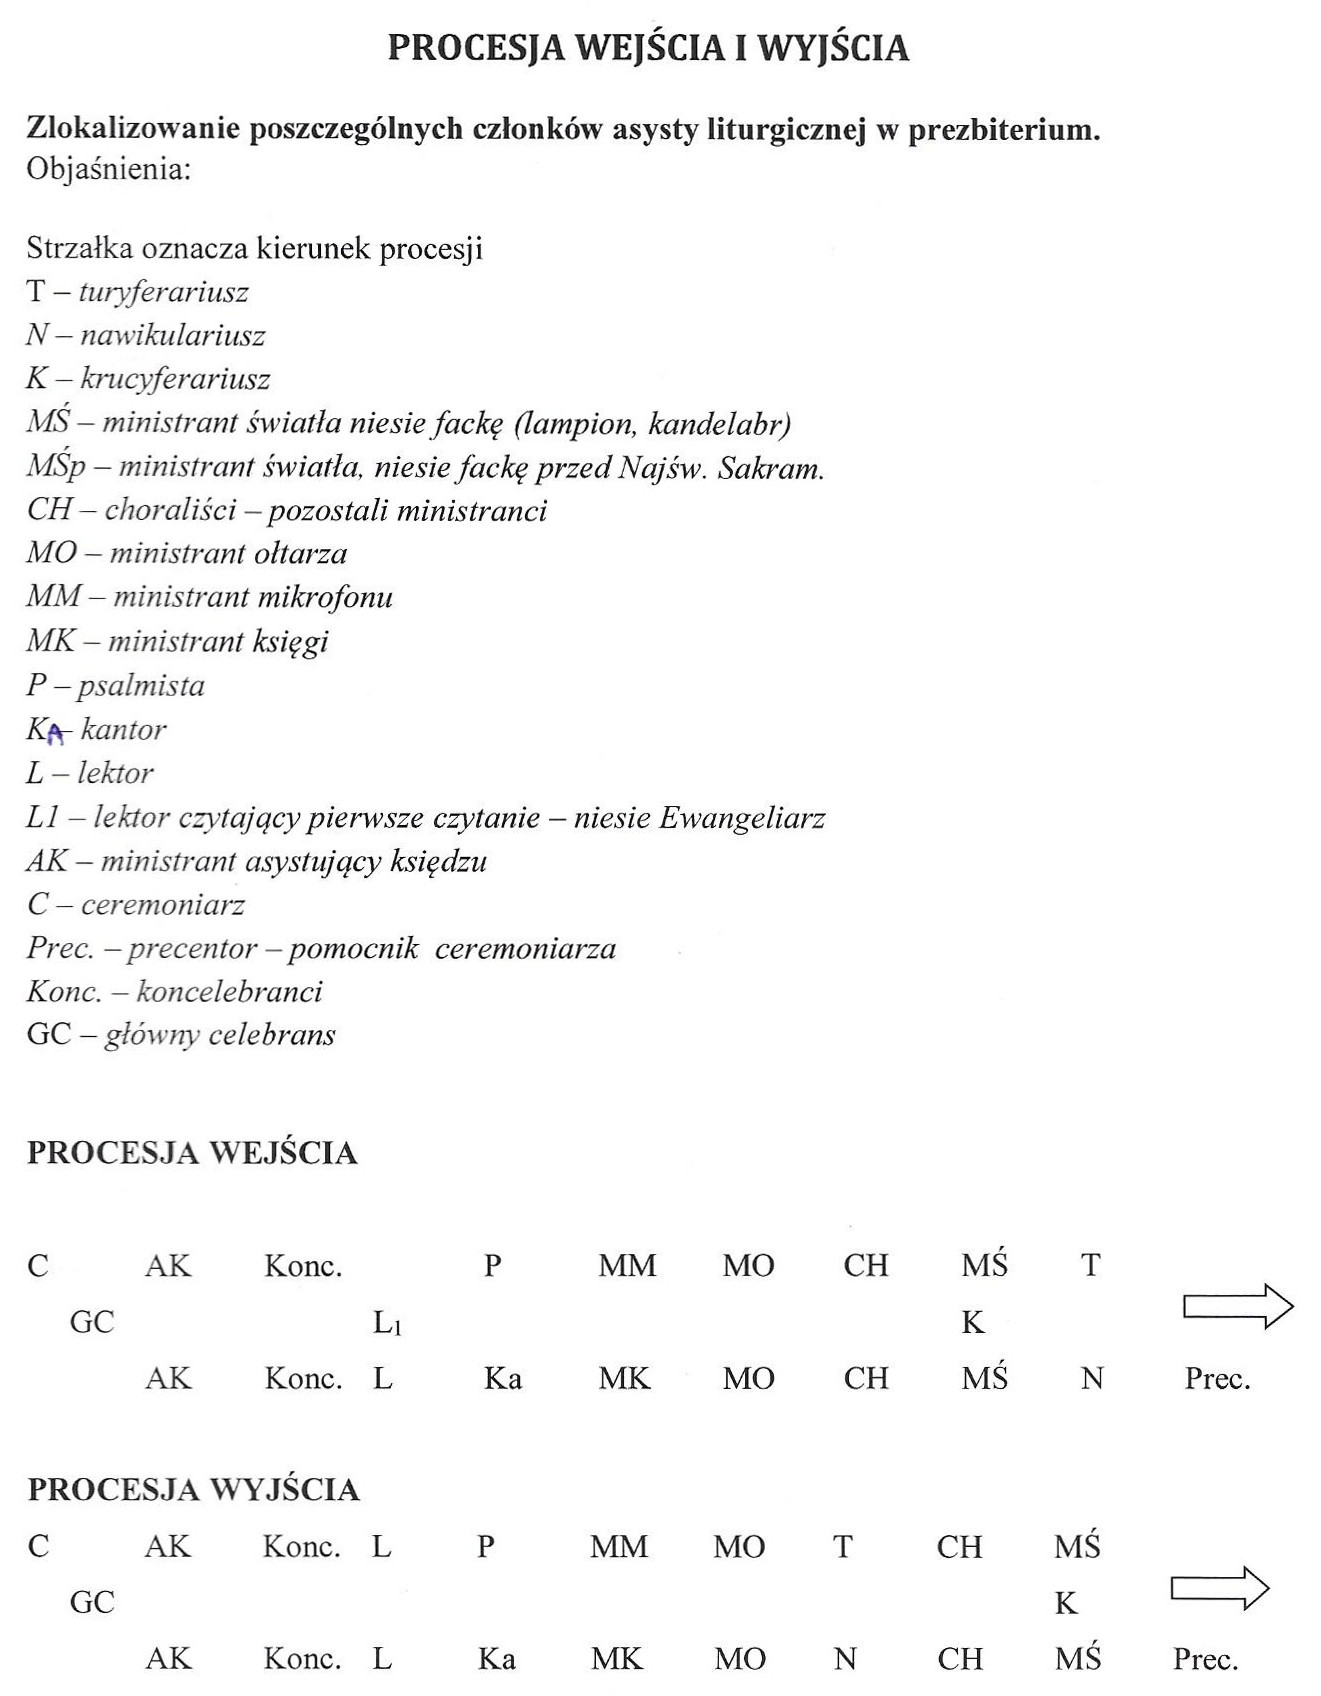 PROCESJA WEJŚCIA I WYJŚCIA
Zlokalizowanie poszczególnych członków asysty liturgicznej w prezbiterium.
Objaśnienia:
Strzałka oznacza kierunek procesji
T – turyferariusz
N – nawikulariusz
K – krucyferariusz
MŚ – ministrant światła niesie fackę (lampion, kandelabr)
MŚp – ministrant światła, niesie fackę przed Najśw. Sakram.
CH – choraliści – pozostali ministranci
MO – ministrant ołtarza
MM – ministrant mikrofonu
MK – ministrant księgi
P – psalmista
KA – kantor
L – lektor
L1 – lektor czytający pierwsze czytanie – niesie Ewangeliarz
AK – ministrant asystujący księdzu
C – ceremoniarz
Prec. – precentor – pomocnik ceremoniarza
Konc. – koncelebranci
GC – główny celebrans
PROCESJA WEJŚCIA
C AK Konc. P MM MO CH MŚ T
GC L1 K
AK Konc. L Ka MK MO CH MŚ N Prec.
PROCESJA WYJŚCIA
C AK Konc. L P MM MO T CH MŚ
GC K
AK Konc. L Ka MK MO N CH MŚ Prec.